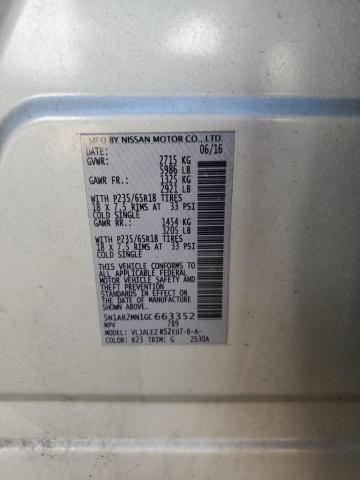 MFD BY NISSAN MOTOR CO., LTD.
DATE: 06/16
GVWR: 2715 KG
5986 LB
GAWR FR.: 1325 KG
2921 LB
WITH P235/65R18 TIRES
18 X 7.5 RIMS AT 33 PSI
COLD SINGLE
GAWR RR.: 1454 KG
3205 LB
WITH P235/65R18 TIRES
18 X 7.5 RIMS AT 33 PSI
COLD SINGLE
THIS VEHICLE CONFORMS TO ALL
APPLICABLE FEDERAL MOTOR
VEHICLE SAFETY AND THEFT
PREVENTION STANDARDS IN
EFFECT ON THE DATE OF
MANUFACTURE SHOWN ABOVE.
5N1AR2MN1GC663352
MPV 789
MODEL: VLJALEZ R52EU7-B-A-
COLOR: K23 TRIM: G 2530A